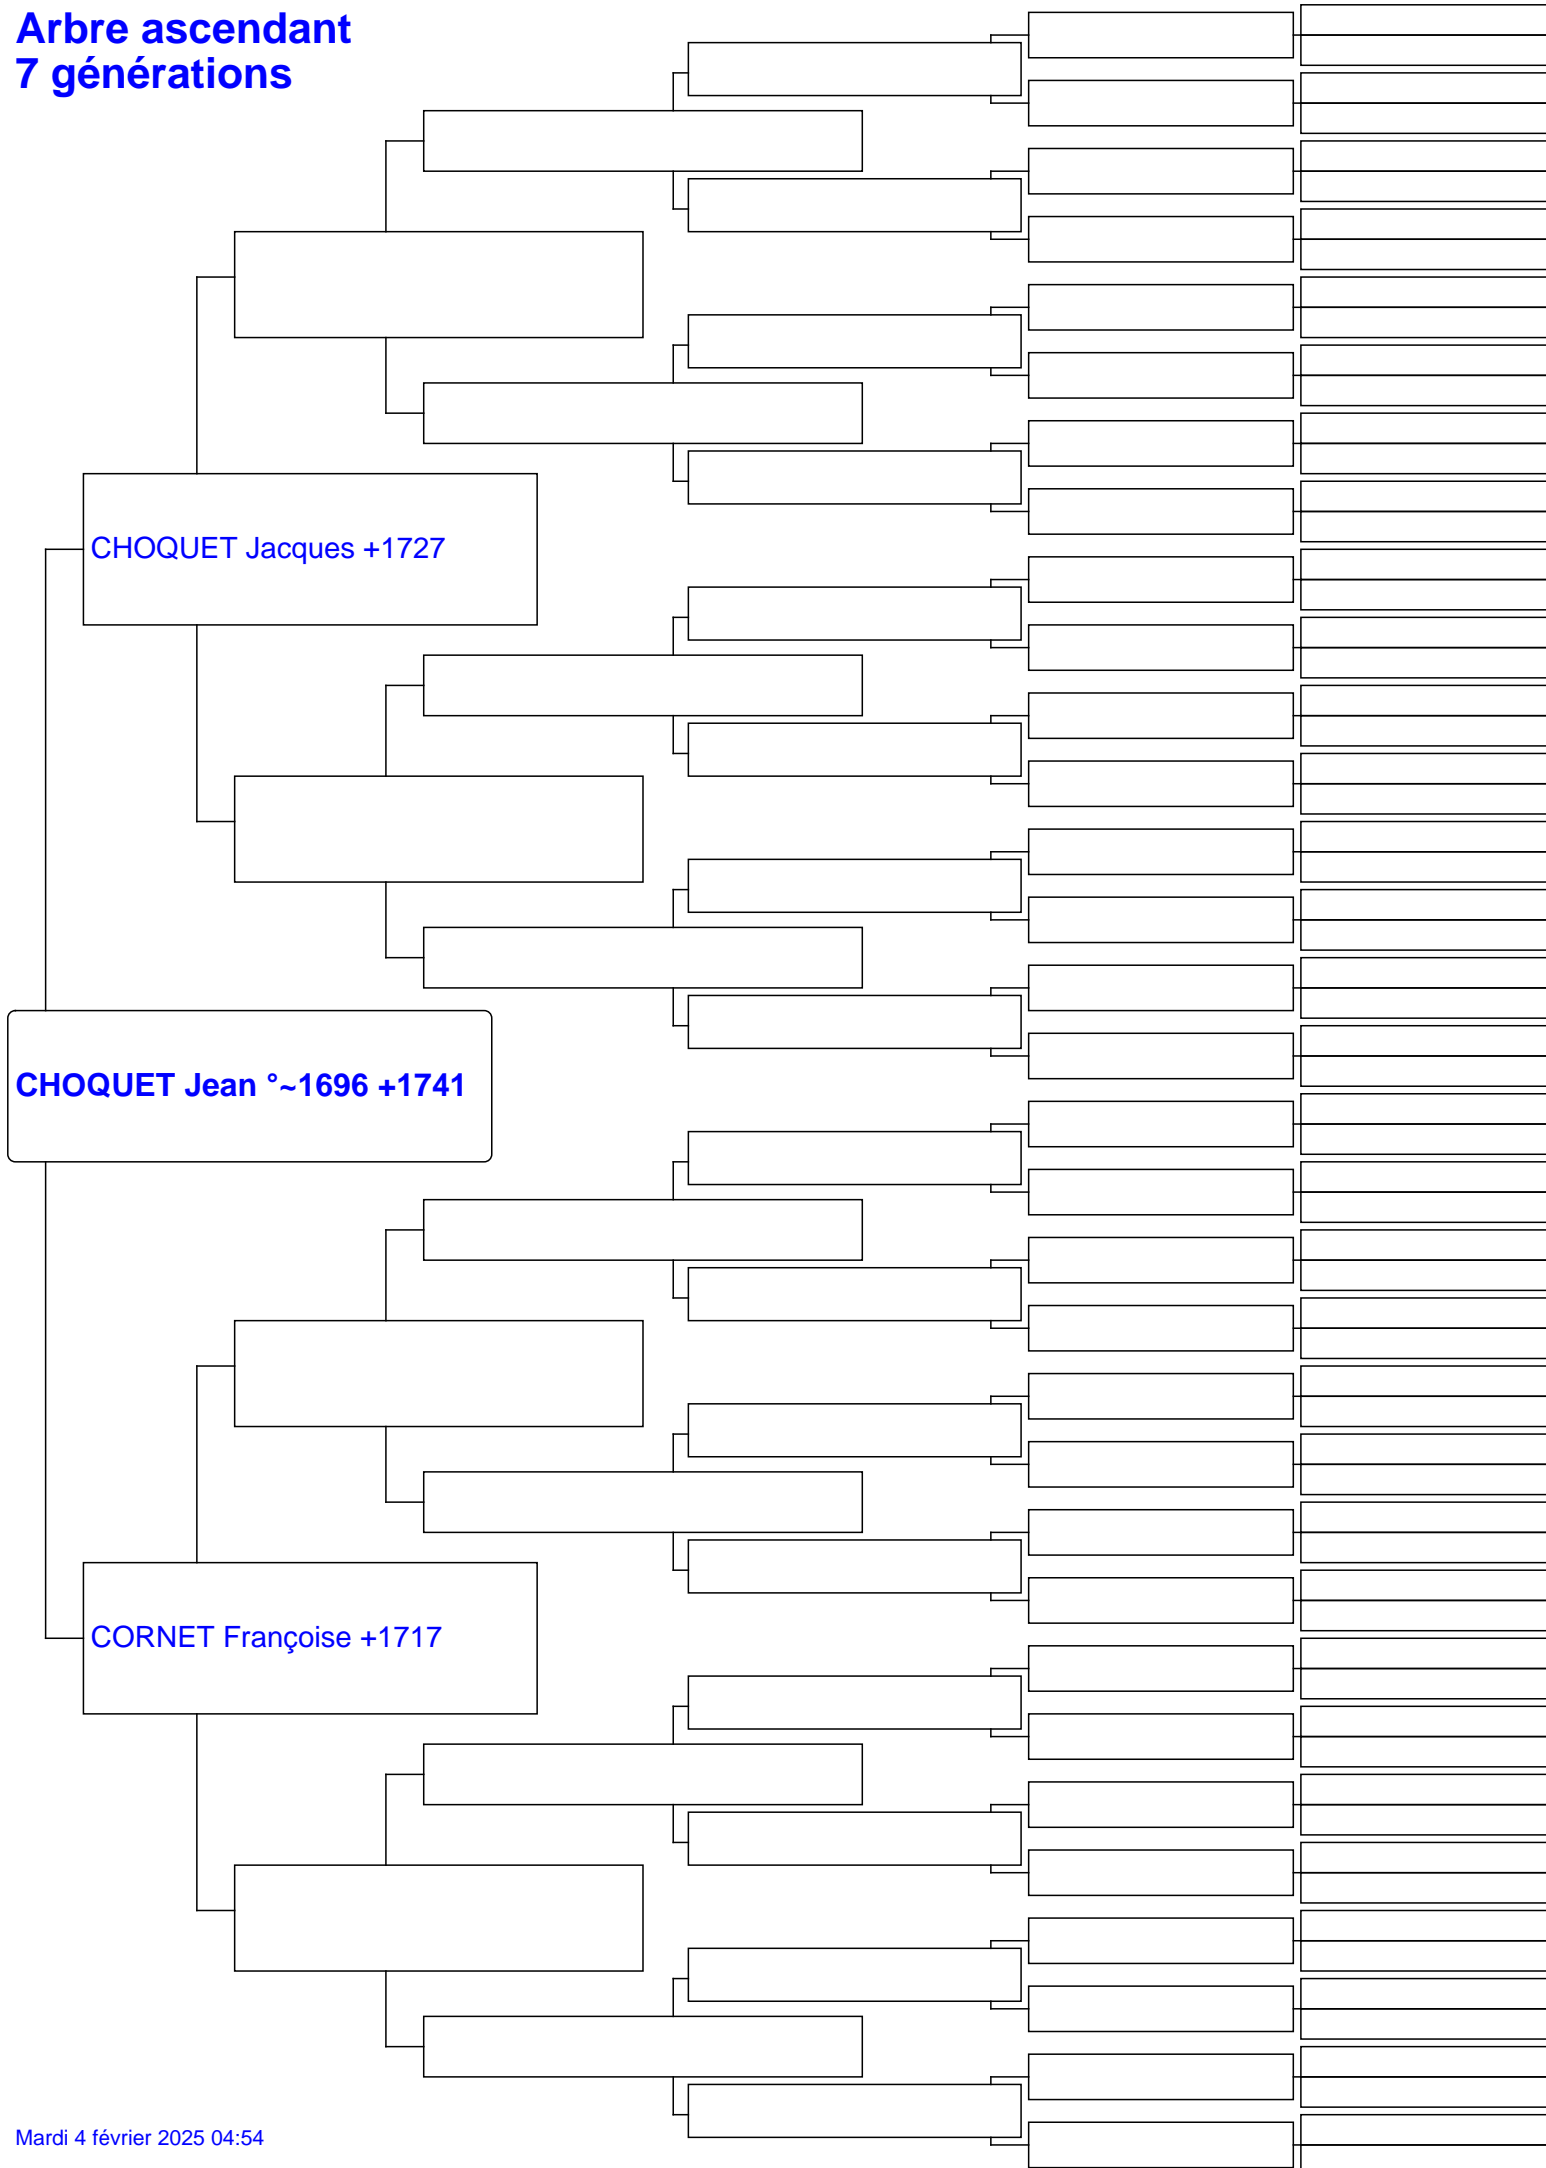 Arbre ascendant
7 générations
CHOQUET Jacques +1727
CHOQUET Jean °~1696 +1741
CORNET Françoise +1717
Mardi 4 février 2025 04:54